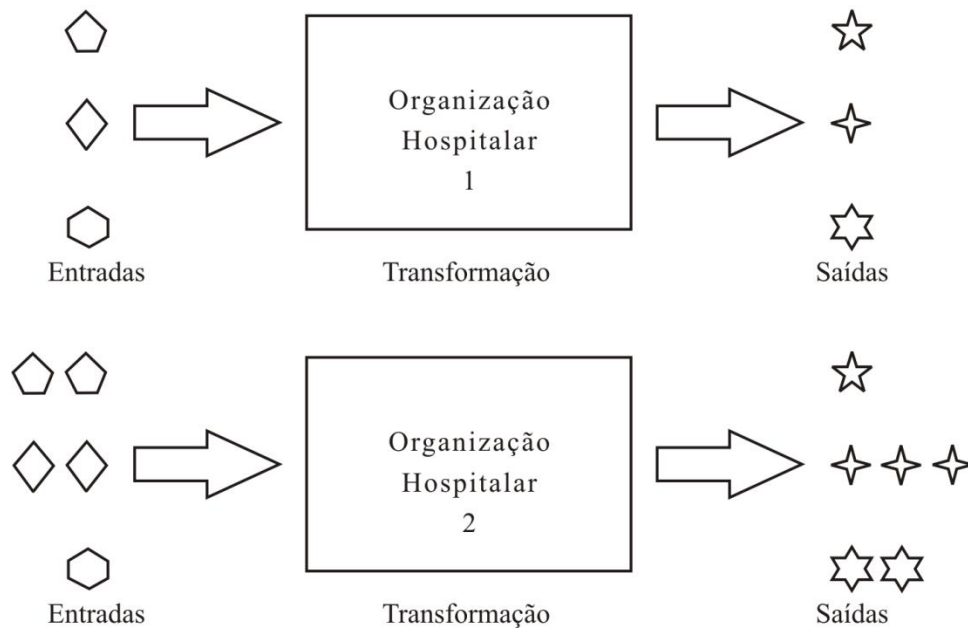 Organização
Hospitalar
1
Entradas Transformação Saídas
Organização
Hospitalar
2
Entradas Transformação Saídas